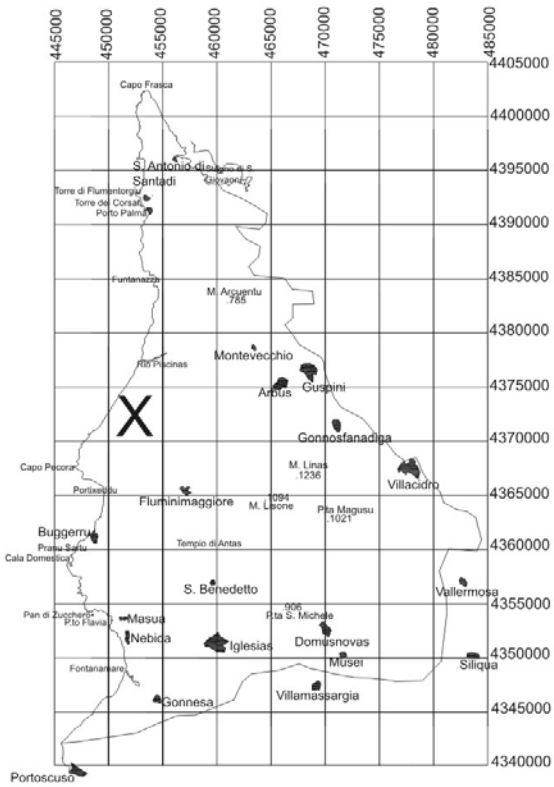 445000 450000 455000 460000 465000 470000 475000 480000 485000
4405000
Capo Frasca
4400000
4395000
S. Antonio di
Santadi
Stagno di S.
Giovanni
Torre di Flumentorgiu
Torre dei Corsari
Porto Palma
4390000
Funtanazza
4385000
M. Arcuentu
.785
4380000
Montevecchio
Rio Piscinas
4375000
Arbus
Guspini
X
Gonnosfanadiga
4370000
Capo Pecora
M. Linas
.1236
Villacidro
Portixeddu
4365000
Fluminimaggiore
1094
M. Lisone
P.ta Magusu
.1021
Buggerru
Pranu Sartu
Cala Domestica
Tempio di Antas
4360000
S. Benedetto
Vallermosa
4355000
.906
P.ta S. Michele
Pan di Zucchero
P.to Flavia
Masua
Nebida
Iglesias
Domusnovas
Musei
4350000
Siliqua
Fontanamare
Gonnesa
Villamassargia
4345000
4340000
Portoscuso